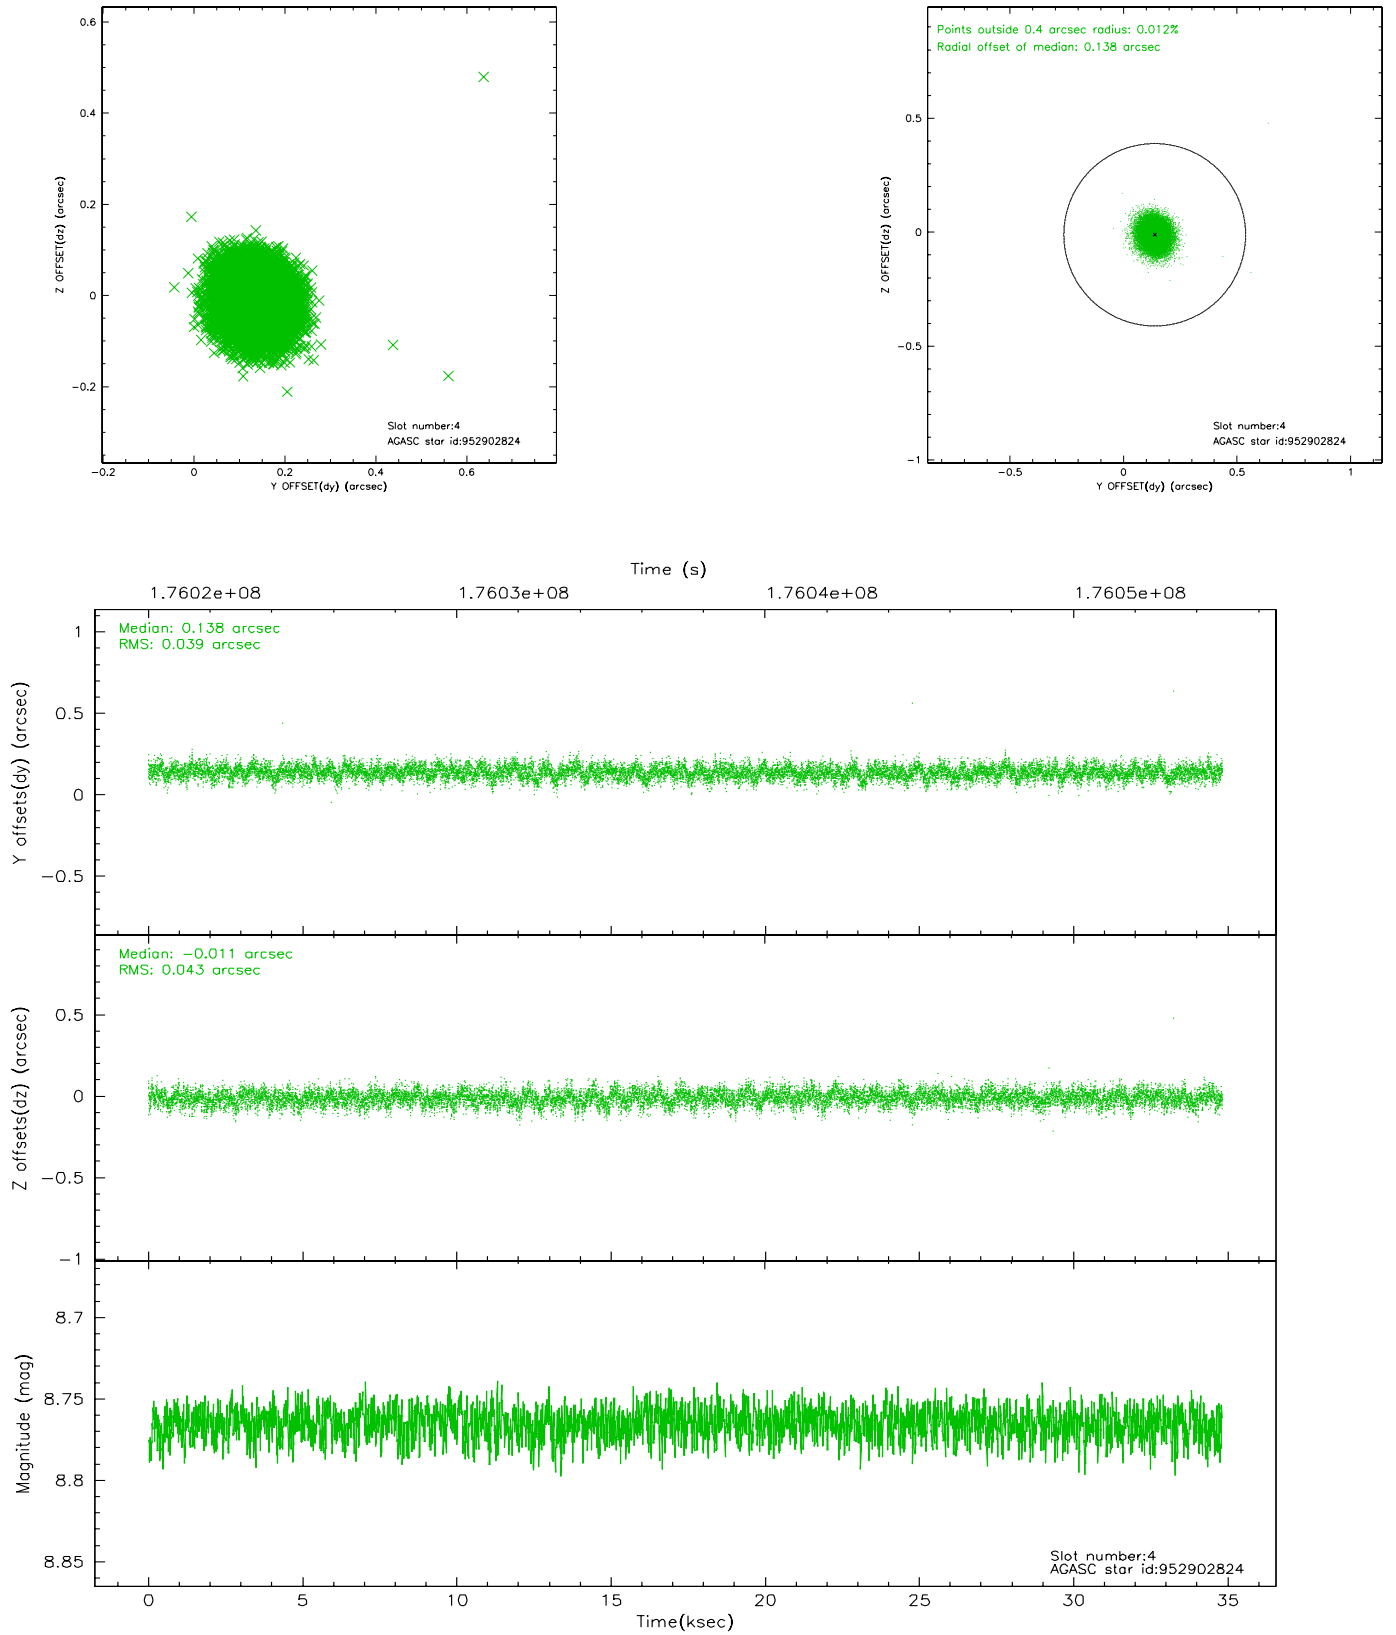 0.6
0.4
0.2
0
−0.2
Z OFFSET(dz) (arcsec)
Slot number:4
AGASC star id:952902824
−0.2
0
0.2
0.4
0.6
Y OFFSET(dy) (arcsec)
Points outside 0.4 arcsec radius: 0.012%
Radial offset of median: 0.138 arcsec
0.5
0
−0.5
−1
Z OFFSET(dz) (arcsec)
Slot number:4
AGASC star id:952902824
−0.5
0
0.5
1
Y OFFSET(dy) (arcsec)
Time (s)
1.7602e+08
1.7603e+08
1.7604e+08
1.7605e+08
Median: 0.138 arcsec
RMS: 0.039 arcsec
1
0.5
0
−0.5
Y offsets(dy) (arcsec)
Median: −0.011 arcsec
RMS: 0.043 arcsec
0.5
0
−0.5
−1
Z offsets(dz) (arcsec)
8.7
8.75
8.8
8.85
Magnitude (mag)
Slot number:4
AGASC star id:952902824
0
5
10
15
20
25
30
35
Time(ksec)